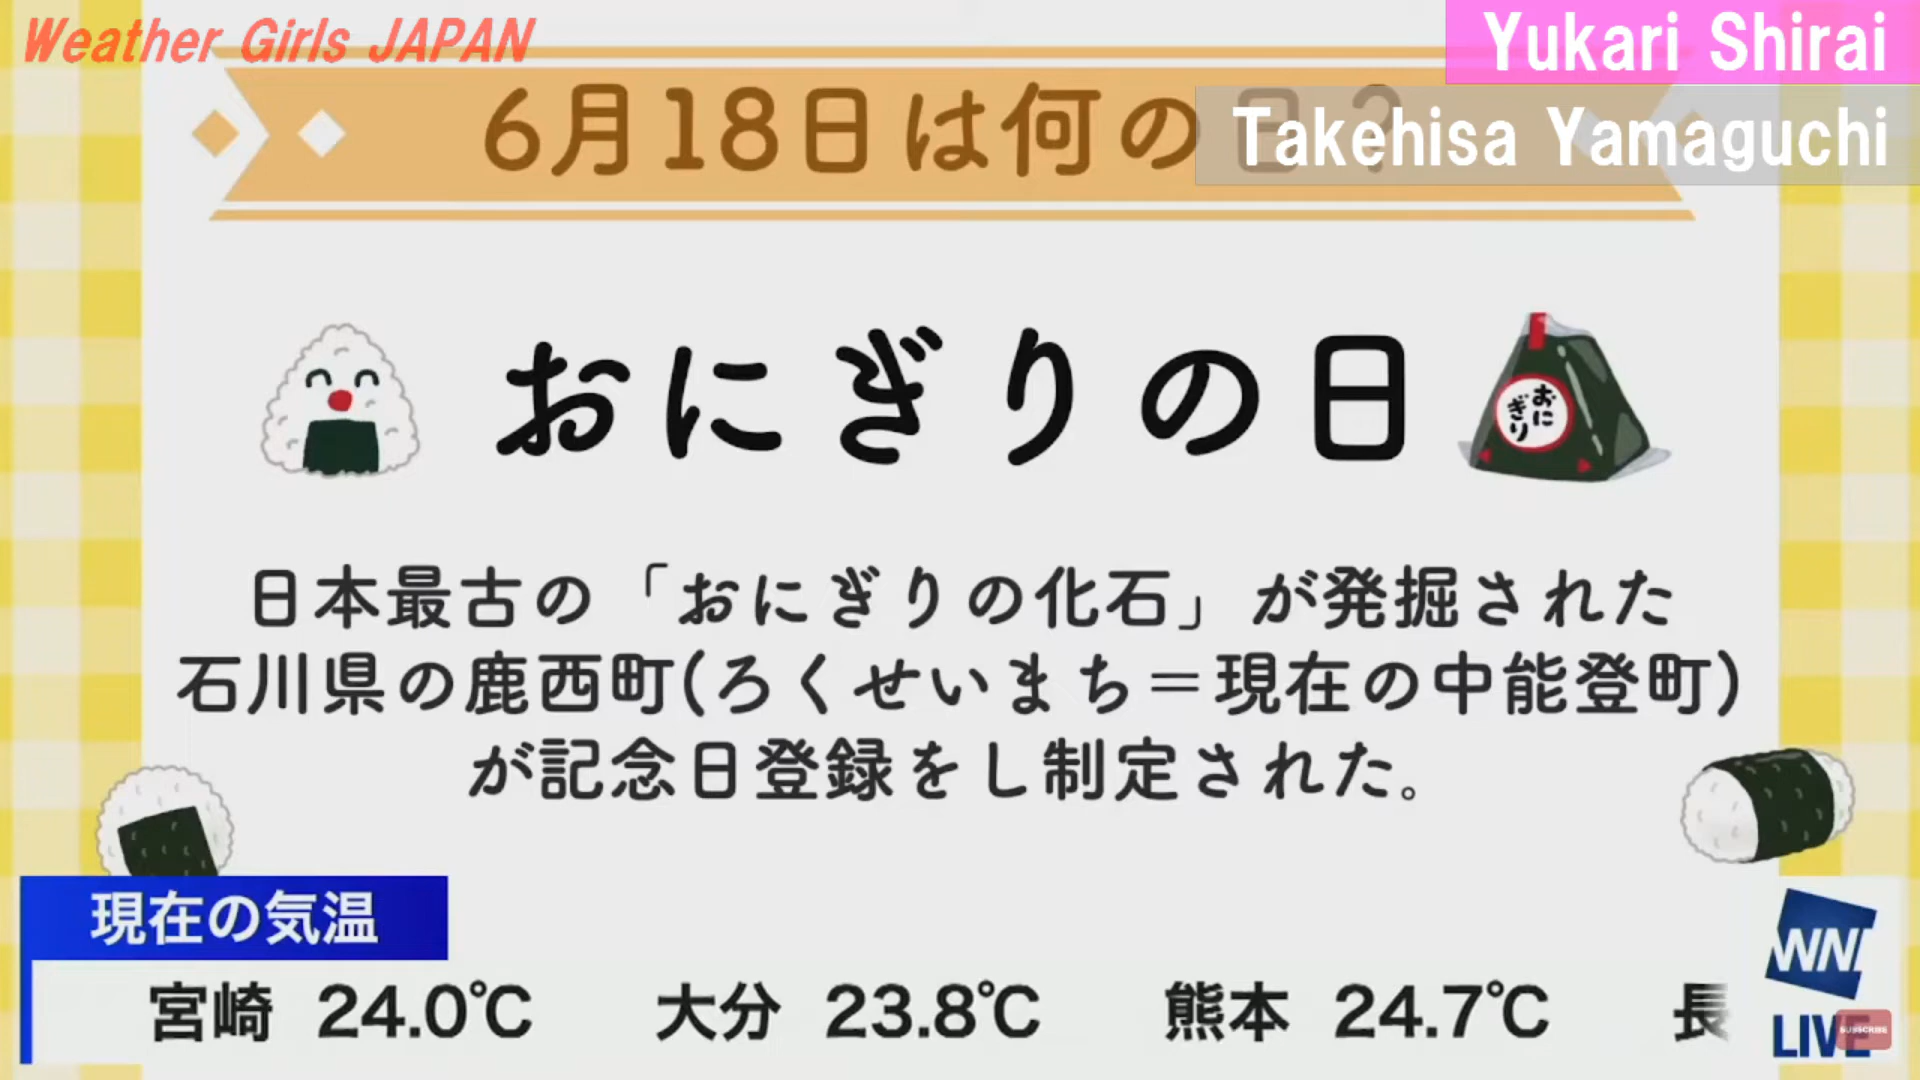 Weather Girls JAPAN
Yukari Shirai
Takehisa Yamaguchi
6月18日は何の日?
おにぎりの日
おに
ぎり
日本最古の「おにぎりの化石」が発掘された
石川県の鹿西町(ろくせいまち=現在の中能登町)
が記念日登録をし制定された。
現在の気温
宮崎 24.0℃ 大分 23.8℃ 熊本 24.7℃ 長
WNI
LIVE
SUBSCRIBE